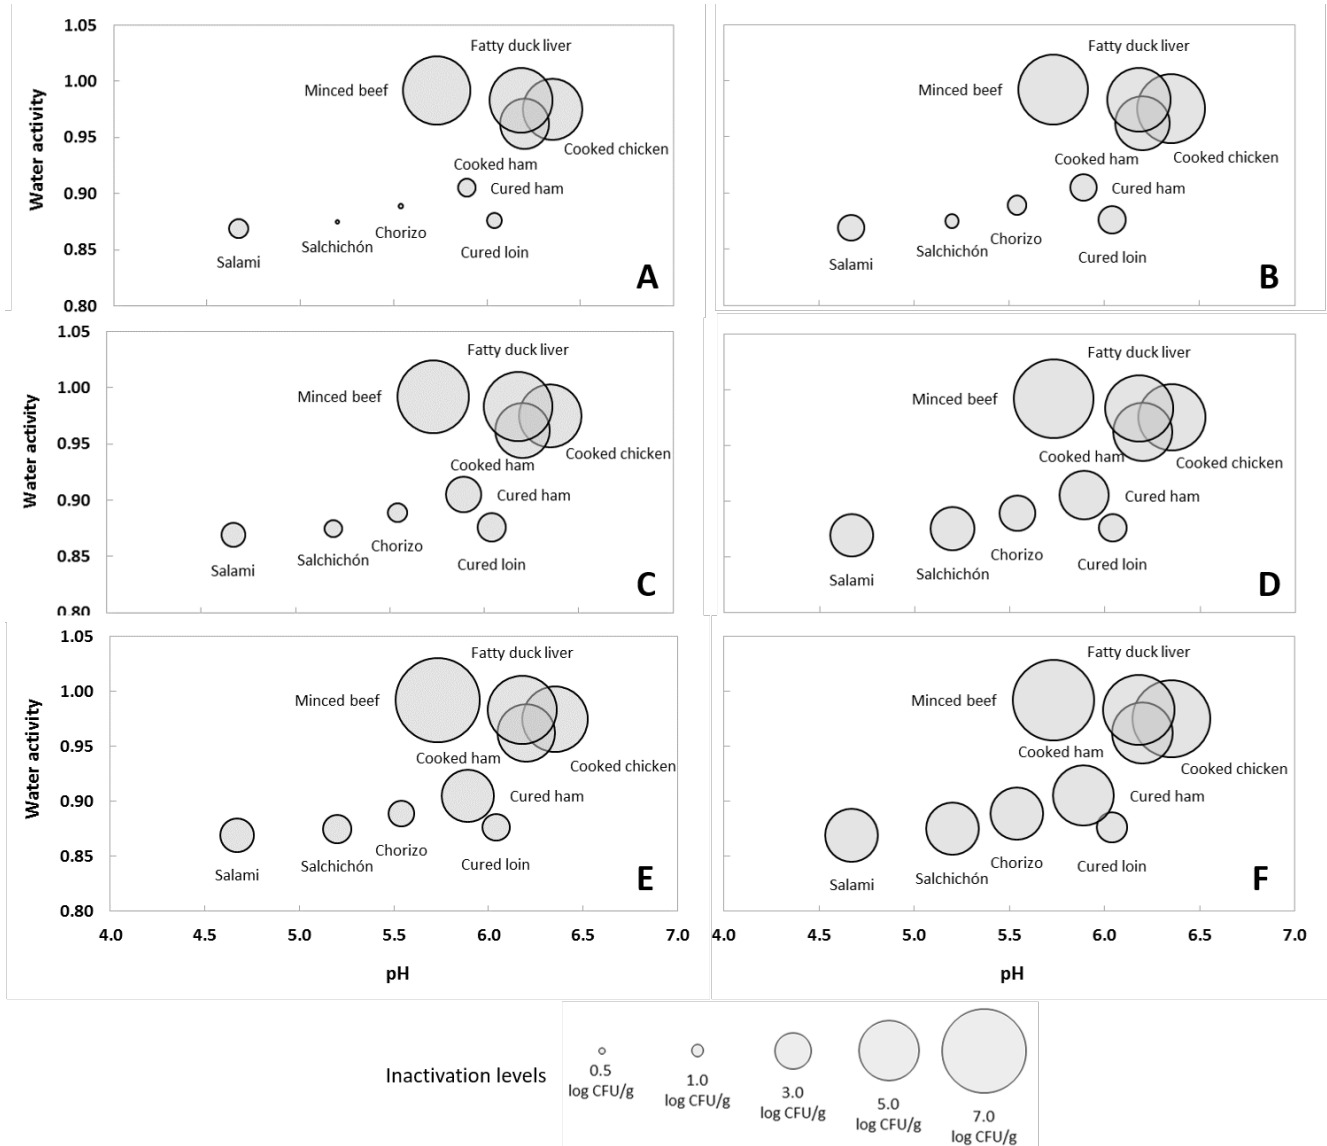 1.05
1.00
0.95
0.90
0.85
0.80
Water activity
Fatty duck liver
Minced beef
Cooked chicken
Cooked ham
Cured ham
Chorizo
Salchichón
Salami
Cured loin
A
Fatty duck liver
Minced beef
Cooked chicken
Cooked ham
Cured ham
Chorizo
Salchichón
Salami
Cured loin
B
1.05
1.00
0.95
0.90
0.85
0.80
Water activity
Fatty duck liver
Minced beef
Cooked chicken
Cooked ham
Cured ham
Chorizo
Salchichón
Salami
Cured loin
C
Fatty duck liver
Minced beef
Cooked ham
Cooked chicken
Cured ham
Chorizo
Salchichón
Salami
Cured loin
D
1.05
1.00
0.95
0.90
0.85
0.80
Water activity
Fatty duck liver
Minced beef
Cooked ham
Cooked chicken
Cured ham
Chorizo
Salchichón
Salami
Cured loin
E
4.0 4.5 5.0 5.5 6.0 6.5 7.0
pH
Fatty duck liver
Minced beef
Cooked ham
Cooked chicken
Cured ham
Chorizo
Salchichón
Salami
Cured loin
F
4.0 4.5 5.0 5.5 6.0 6.5 7.0
pH
Inactivation levels
0.5
log CFU/g
1.0
log CFU/g
3.0
log CFU/g
5.0
log CFU/g
7.0
log CFU/g